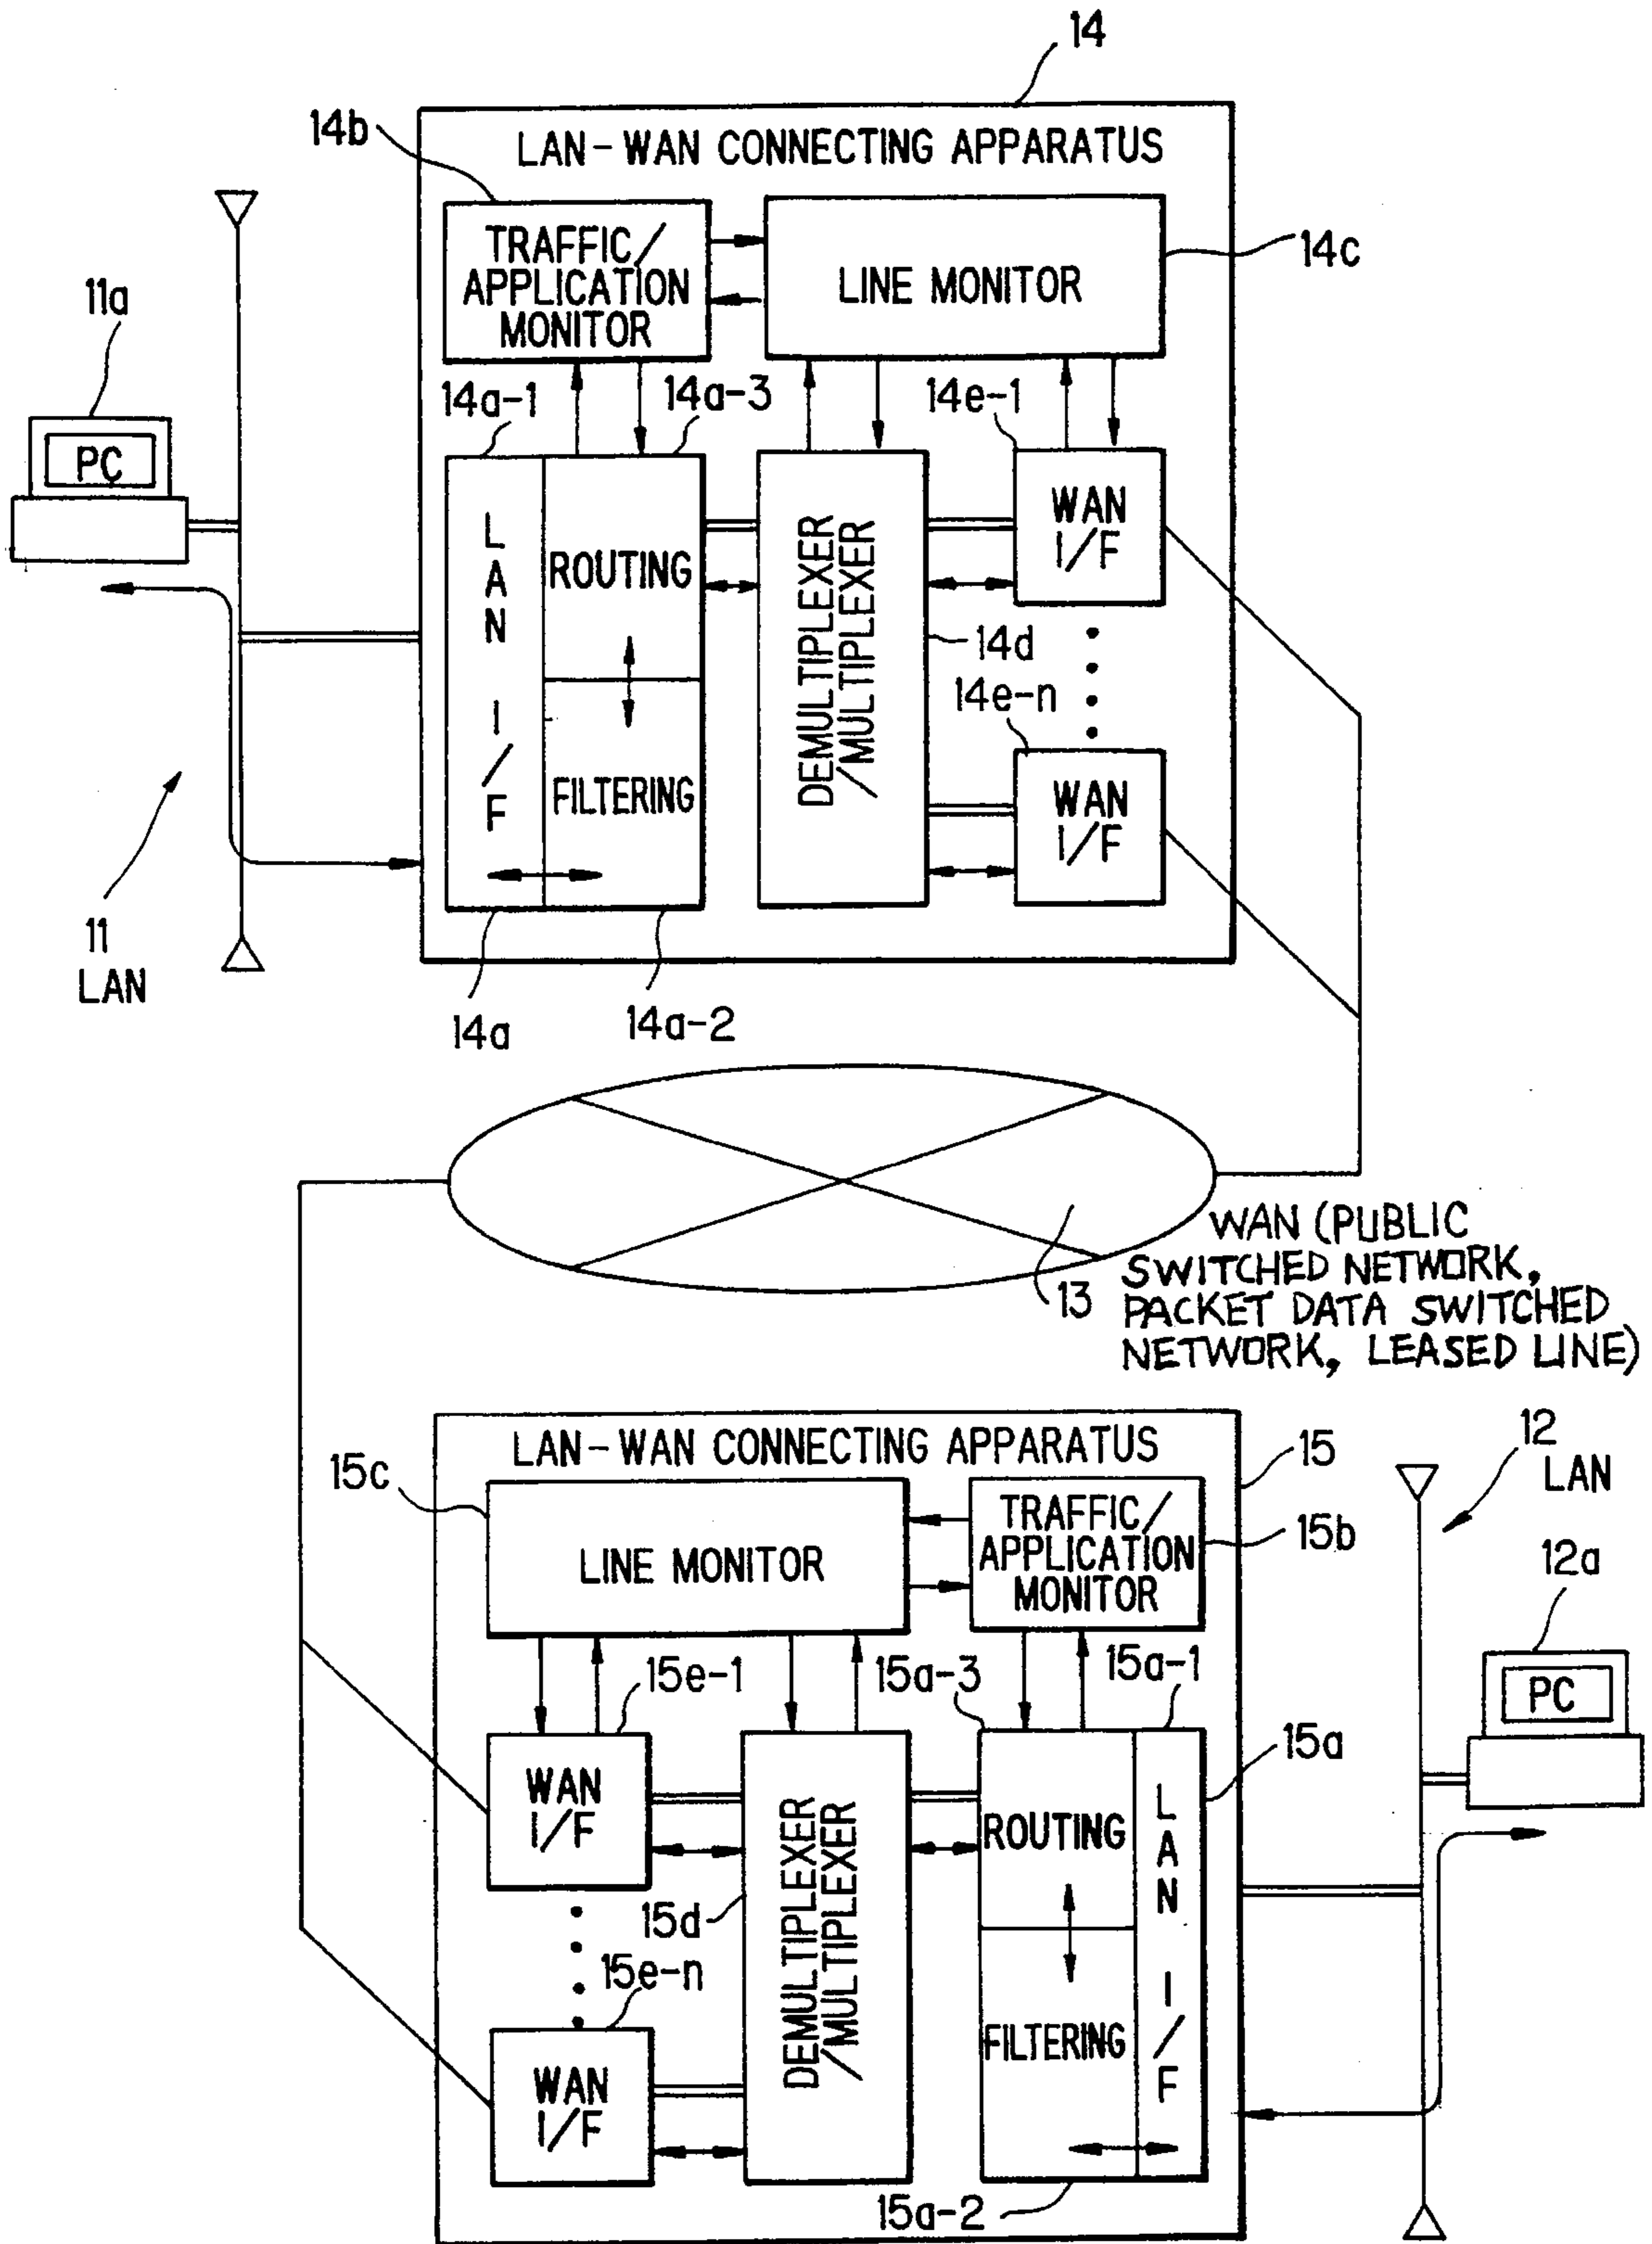 14
14b
LAN-WAN CONNECTING APPARATUS
TRAFFIC/
APPLICATION
MONITOR
LINE MONITOR
14c
11a
PC
14a-1
14a-3
14e-1
LAN I/F
ROUTING
FILTERING
DEMULTIPLEXER
/MULTIPLEXER
WAN
I/F
14d
14e-n
WAN
I/F
11
LAN
14a
14a-2
13
WAN (PUBLIC
SWITCHED NETWORK,
PACKET DATA SWITCHED
NETWORK, LEASED LINE)
LAN-WAN CONNECTING APPARATUS
15
12
LAN
15c
LINE MONITOR
TRAFFIC/
APPLICATION
MONITOR
15b
12a
PC
15e-1
15a-3
15a-1
15a
WAN
I/F
DEMULTIPLEXER
/MULTIPLEXER
ROUTING
FILTERING
LAN I/F
15d
15e-n
WAN
I/F
15a-2